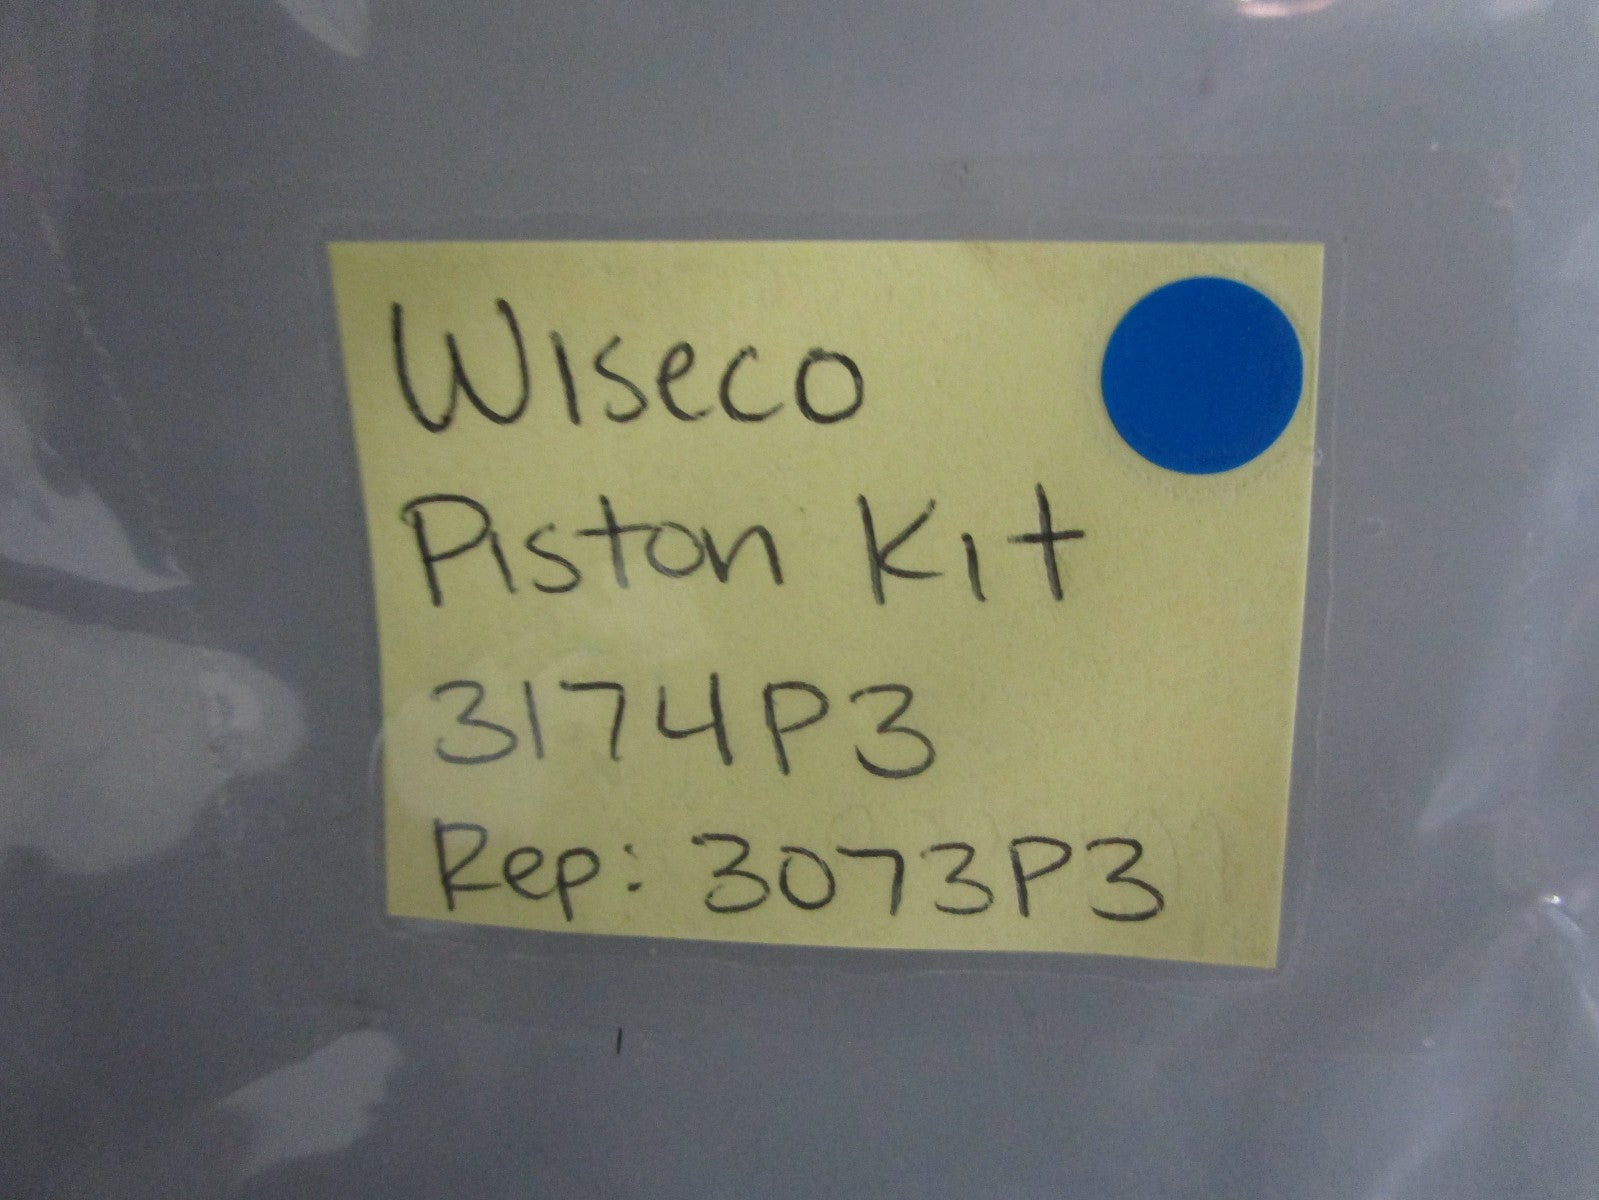 Wiseco
Piston Kit
3174P3
Rep: 3073P3